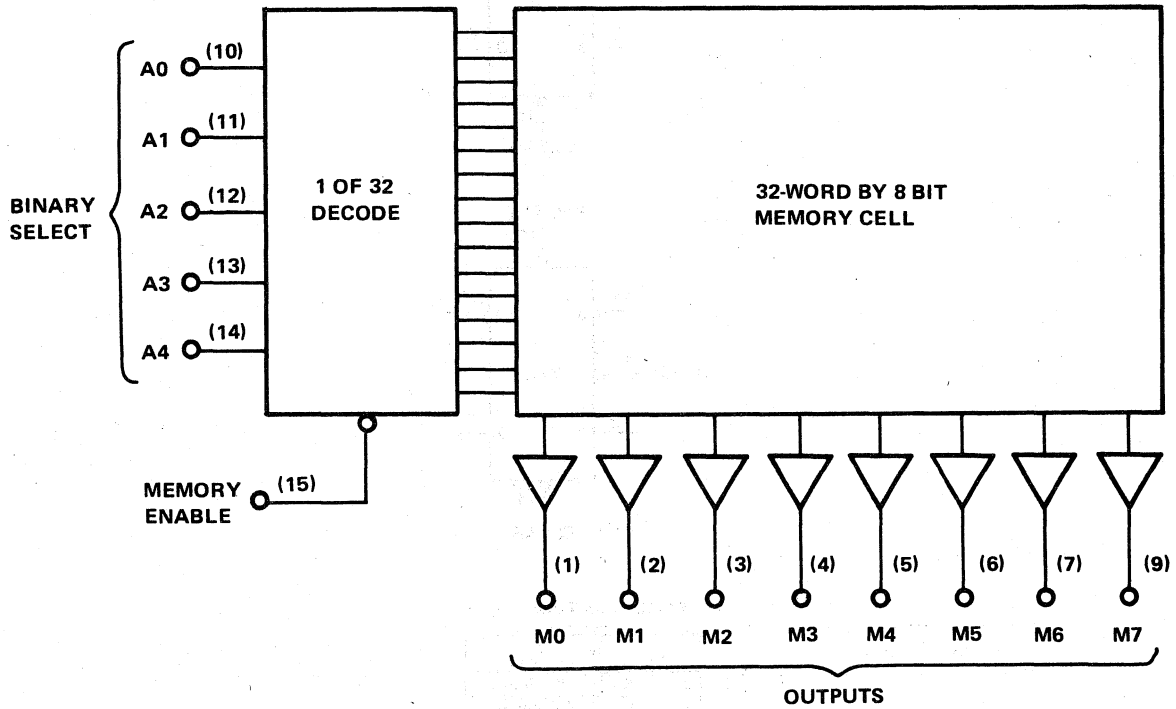 A0 (10)
A1 (11)
BINARY
SELECT
A2 (12)
A3 (13)
A4 (14)
1 OF 32
DECODE
32-WORD BY 8 BIT
MEMORY CELL
MEMORY
ENABLE
(15)
(1) (2) (3) (4) (5) (6) (7) (9)
M0 M1 M2 M3 M4 M5 M6 M7
OUTPUTS